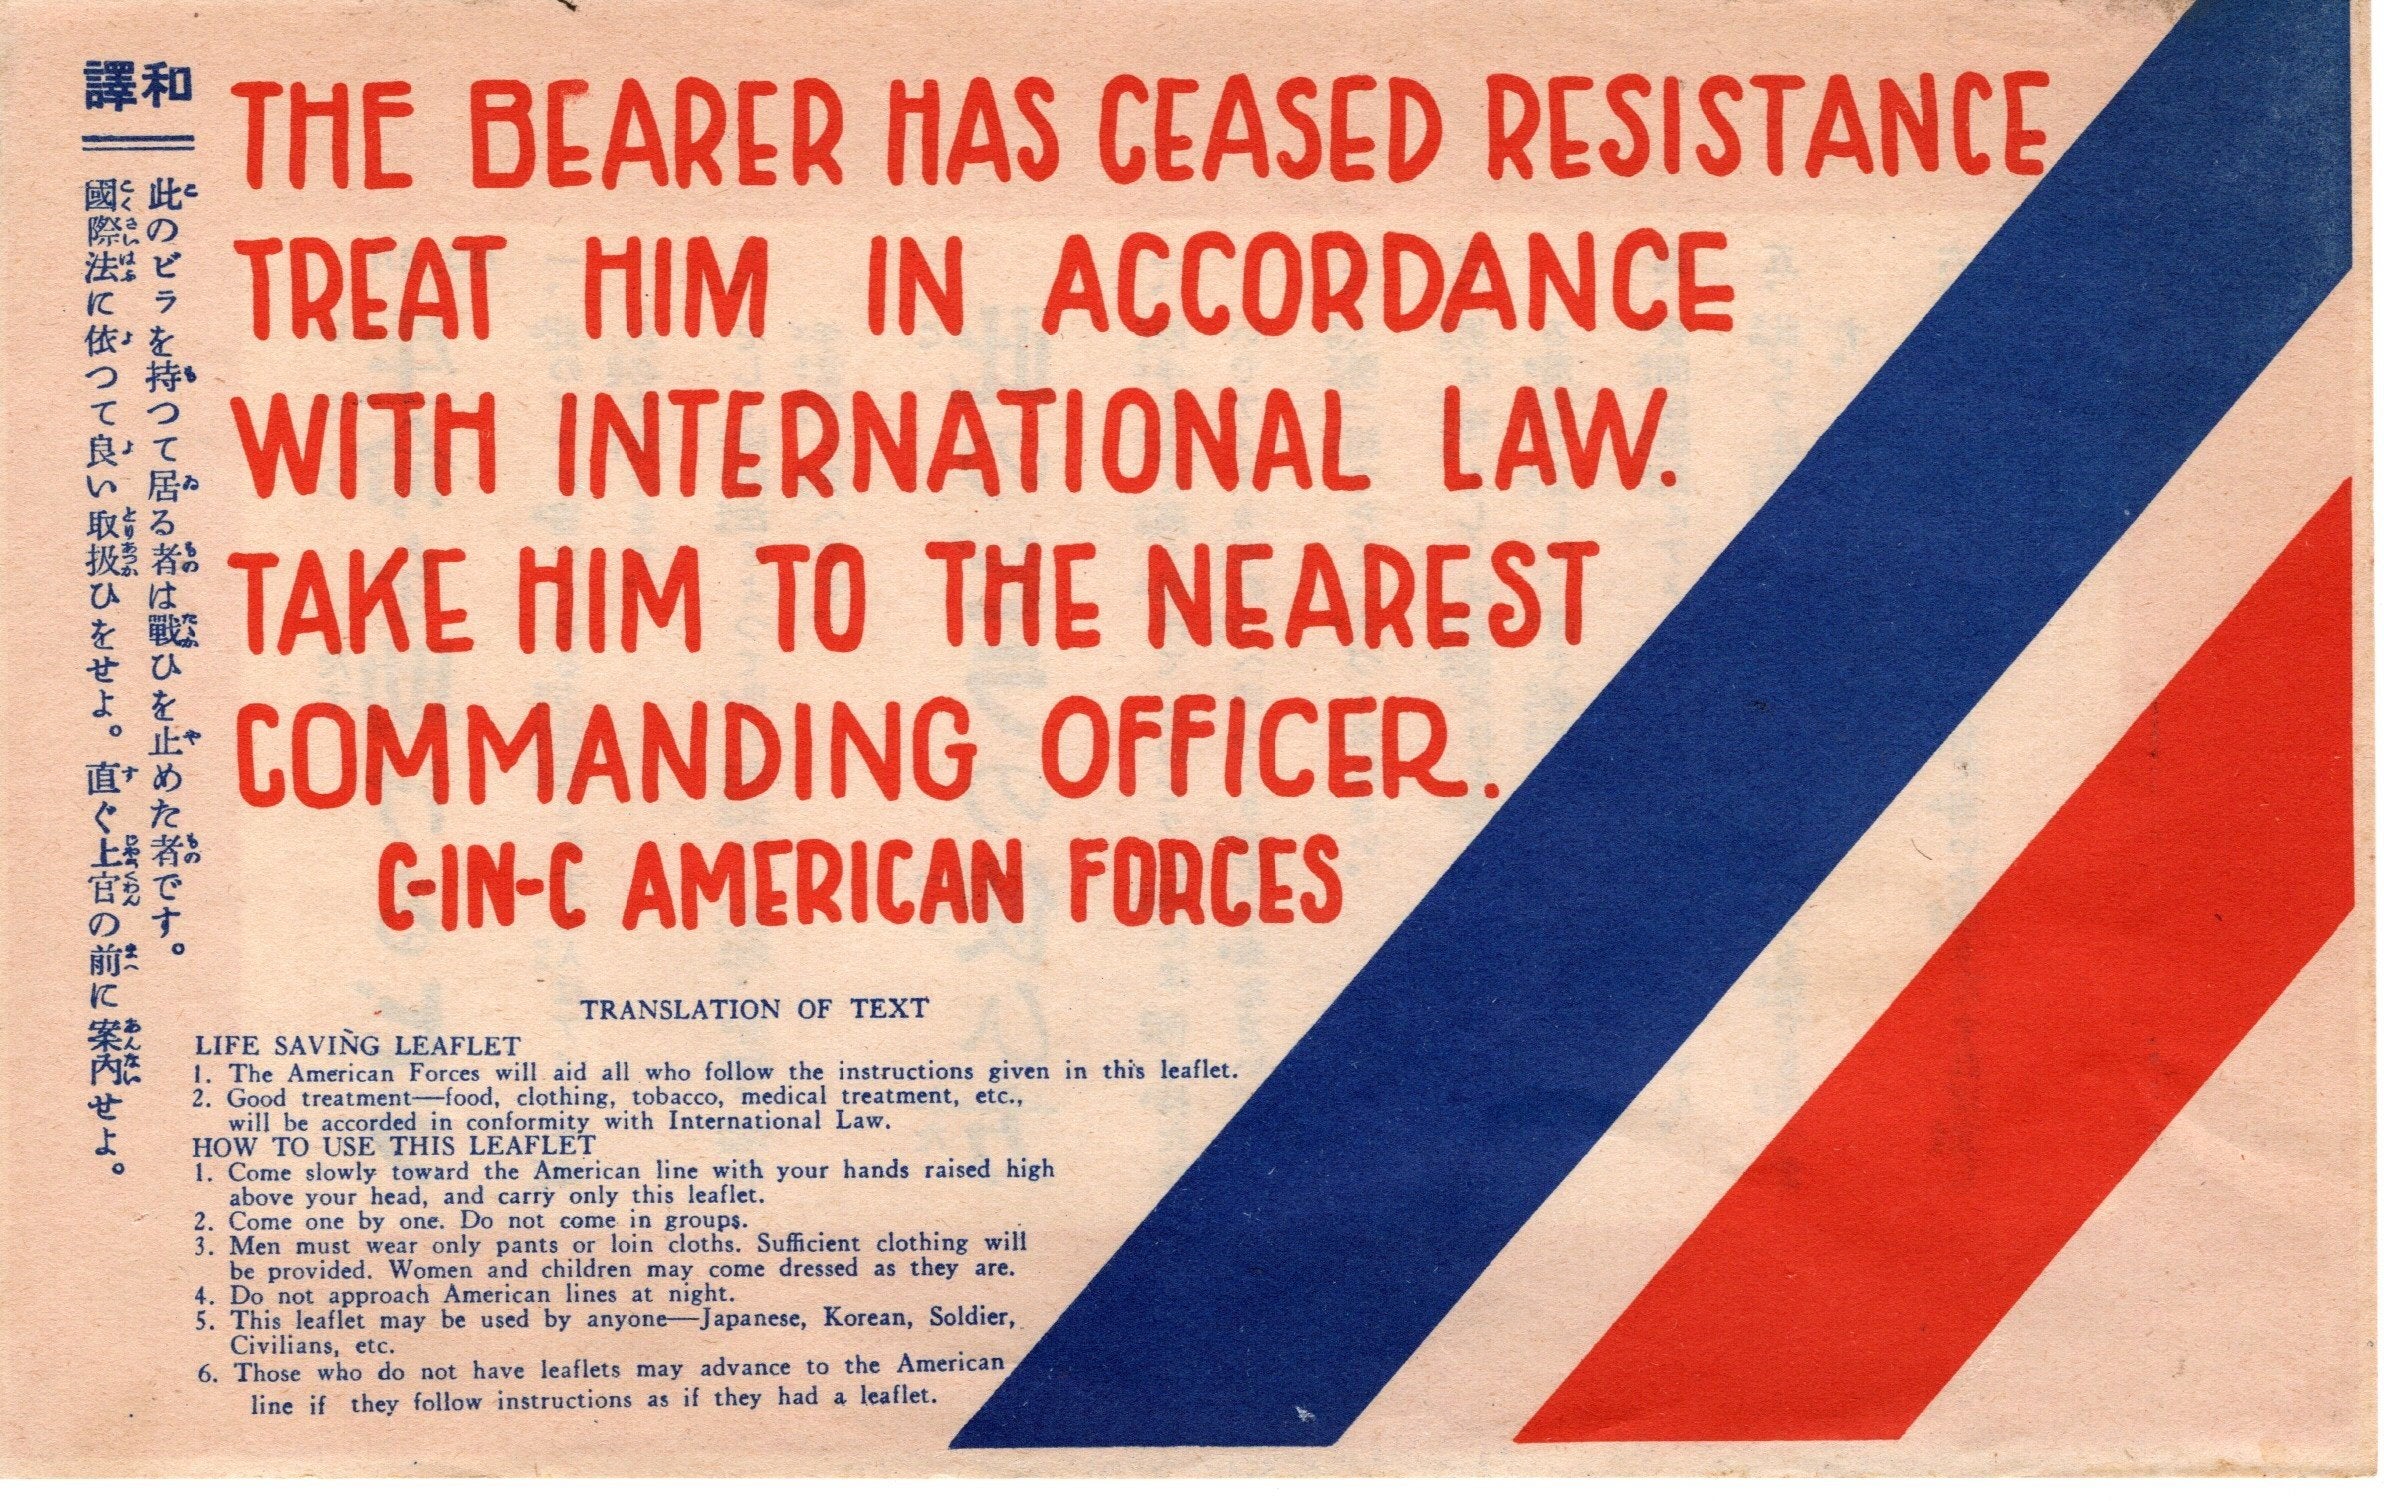 和譯
此のビラを持つて居る者は戰ひを止めた者です。
國際法に依つて良い取扱ひをせよ。直ぐ上官の前に案内せよ。
THE BEARER HAS CEASED RESISTANCE
TREAT HIM IN ACCORDANCE
WITH INTERNATIONAL LAW.
TAKE HIM TO THE NEAREST
COMMANDING OFFICER.
C-IN-C AMERICAN FORCES
TRANSLATION OF TEXT
LIFE SAVING LEAFLET
1. The American Forces will aid all who follow the instructions given in this leaflet.
2. Good treatment—food, clothing, tobacco, medical treatment, etc.,
will be accorded in conformity with International Law.
HOW TO USE THIS LEAFLET
1. Come slowly toward the American line with your hands raised high
above your head, and carry only this leaflet.
2. Come one by one. Do not come in groups.
3. Men must wear only pants or loin cloths. Sufficient clothing will
be provided. Women and children may come dressed as they are.
4. Do not approach American lines at night.
5. This leaflet may be used by anyone—Japanese, Korean, Soldier,
Civilians, etc.
6. Those who do not have leaflets may advance to the American
line if they follow instructions as if they had a leaflet.